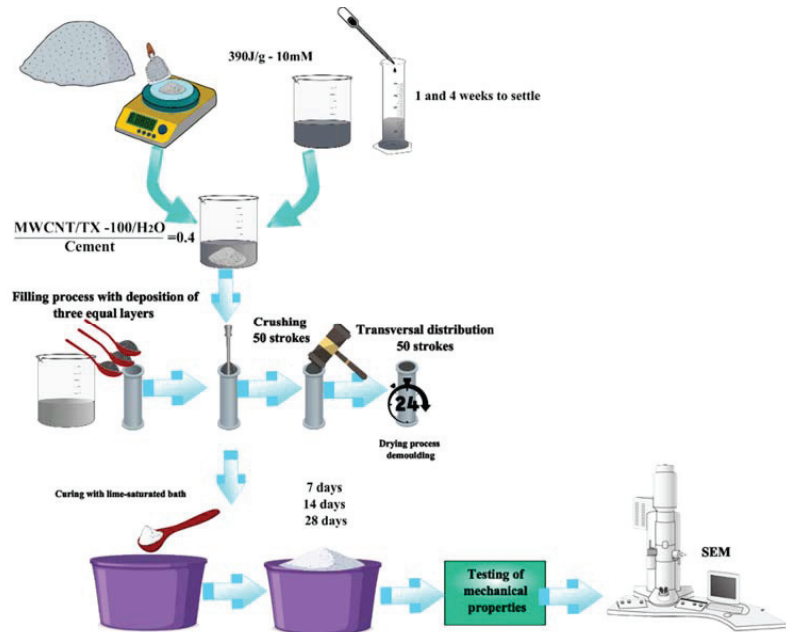 390J/g - 10mM
1 and 4 weeks to settle
MWCNT/TX -100/H2O
=0.4
Cement
Filling process with deposition of
three equal layers
Crushing
50 strokes
Transversal distribution
50 strokes
24
Drying process
demoulding
Curing with lime-saturated bath
7 days
14 days
28 days
Testing of
mechanical
properties
SEM